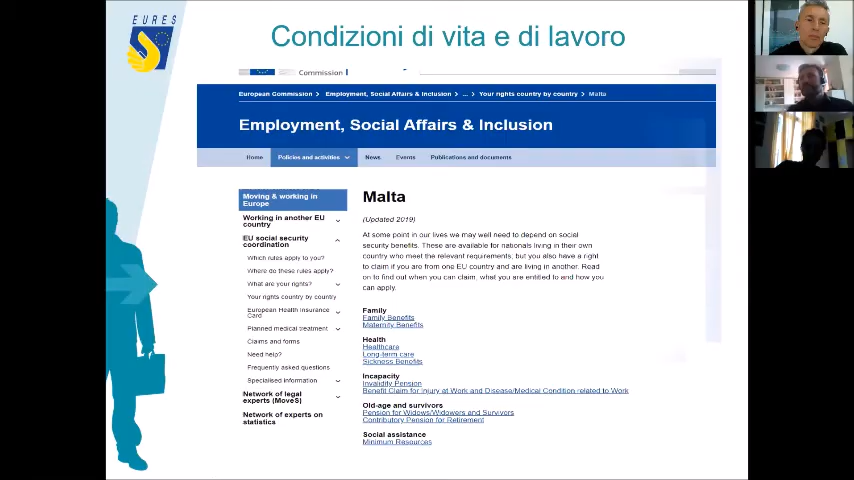 EURES
Condizioni di vita e di lavoro
Commission
European Commission > Employment, Social Affairs & Inclusion > ... > Your rights country by country > Malta
Employment, Social Affairs & Inclusion
Home Policies and activities News Events Publications and documents
Moving & working in
Europe
Working in another EU
country
EU social security
coordination
Which rules apply to you?
Where do these rules apply?
What are your rights?
Your rights country by country
European Health Insurance
Card
Planned medical treatment
Claims and forms
Need help?
Frequently asked questions
Specialised information
Network of legal
experts (MoveS)
Network of experts on
statistics
Malta
(Updated 2019)
At some point in our lives we may well need to depend on social
security benefits. These are available for nationals living in their own
country who meet the relevant requirements, but you also have a right
to claim if you are from one EU country and are living in another. Read
on to find out when you can claim, what you are entitled to and how you
can apply.
Family
Family Benefits
Maternity Benefits
Health
Healthcare
Long-term care
Sickness Benefits
Incapacity
Invalidity Pension
Benefit Claim for Injury at Work and Disease/Medical Condition related to Work
Old-age and survivors
Pension for Widows/Widowers and Survivors
Contributory Pension for Retirement
Social assistance
Minimum Resources